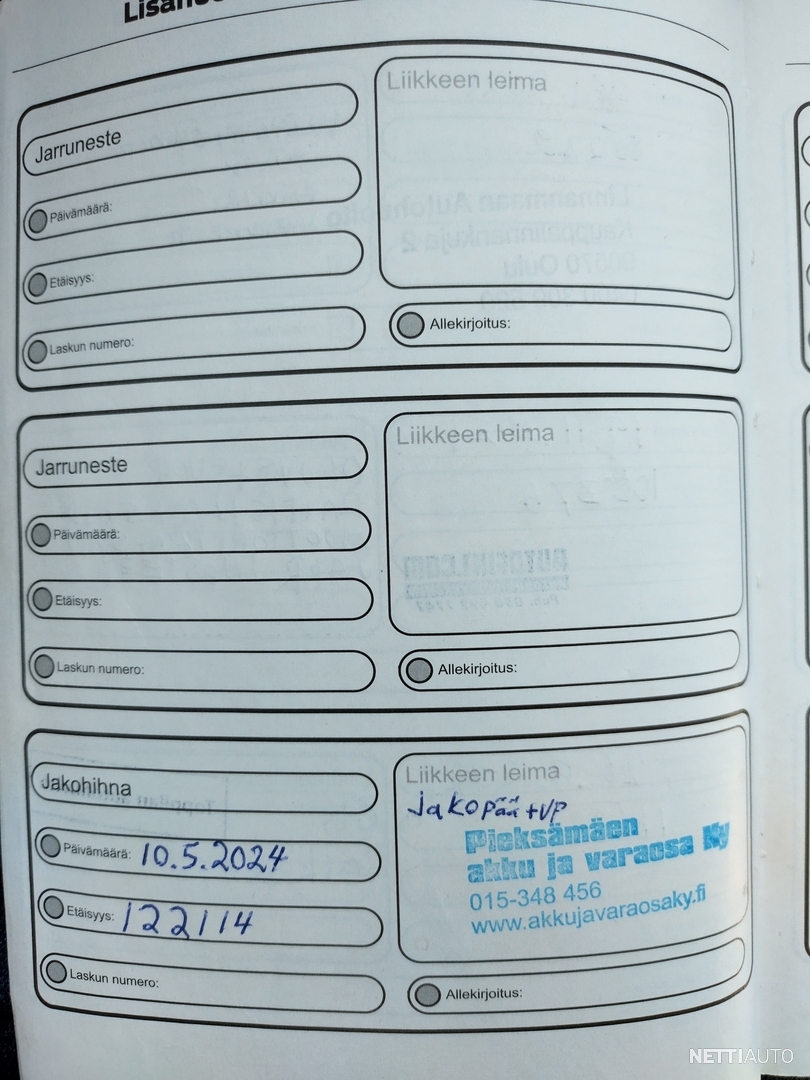 Jarruneste
Päivämäärä:
Etäisyys:
Laskun numero:
Liikkeen leima
Allekirjoitus:
Jarruneste
Päivämäärä:
Etäisyys:
Laskun numero:
Liikkeen leima
Allekirjoitus:
Jakohihna
Päivämäärä: 10.5.2024
Etäisyys: 122114
Laskun numero:
Liikkeen leima
jakopää + VP
Pieksämäen
akku ja varaosa Ky
015-348 456
www.akkujavaraosaky.fi
Allekirjoitus:
NETTIAUTO